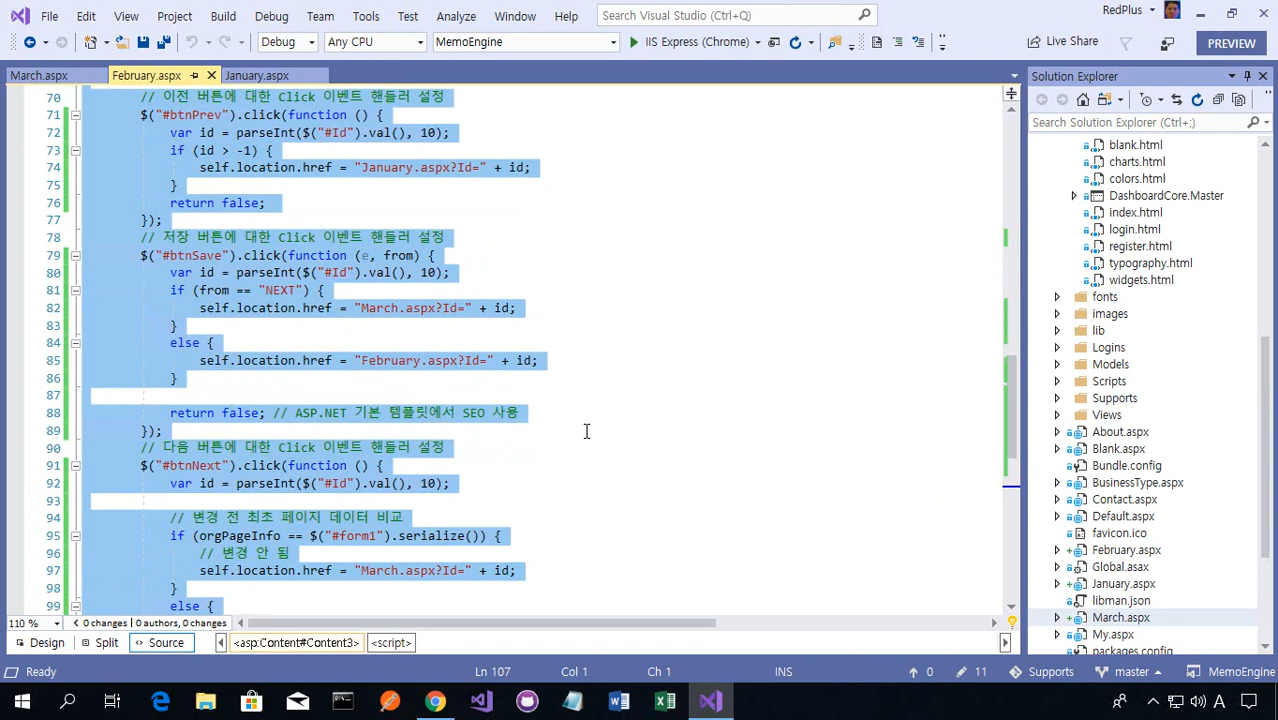 File Edit View Project Build Debug Team Tools Test Analyze Window Help Search Visual Studio (Ctrl+Q) RedPlus
Debug Any CPU MemoEngine IIS Express (Chrome) Live Share PREVIEW
March.aspx February.aspx January.aspx
70 // 이전 버튼에 대한 Click 이벤트 핸들러 설정
71 $("#btnPrev").click(function () {
72 var id = parseInt($("#Id").val(), 10);
73 if (id > -1) {
74 self.location.href = "January.aspx?Id=" + id;
75 }
76 return false;
77 });
78 // 저장 버튼에 대한 Click 이벤트 핸들러 설정
79 $("#btnSave").click(function (e, from) {
80 var id = parseInt($("#Id").val(), 10);
81 if (from == "NEXT") {
82 self.location.href = "March.aspx?Id=" + id;
83 }
84 else {
85 self.location.href = "February.aspx?Id=" + id;
86 }
87
88 return false; // ASP.NET 기본 템플릿에서 SEO 사용
89 });
90 // 다음 버튼에 대한 Click 이벤트 핸들러 설정
91 $("#btnNext").click(function () {
92 var id = parseInt($("#Id").val(), 10);
93
94 // 변경 전 최초 페이지 데이터 비교
95 if (orgPageInfo == $("#form1").serialize()) {
96 // 변경 안 됨
97 self.location.href = "March.aspx?Id=" + id;
98 }
99 else {
110 % 0 changes | 0 authors, 0 changes
Design Split Source <asp:Content#Content3> <script>
Solution Explorer
Search Solution Explorer (Ctrl+;)
blank.html
charts.html
colors.html
DashboardCore.Master
index.html
login.html
register.html
typography.html
widgets.html
fonts
images
lib
Logins
Models
Scripts
Supports
Views
About.aspx
Blank.aspx
Bundle.config
BusinessType.aspx
Contact.aspx
Default.aspx
favicon.ico
February.aspx
Global.asax
January.aspx
libman.json
March.aspx
My.aspx
packages.config
Ready Ln 107 Col 1 Ch 1 INS 0 11 Supports master MemoEngine
A